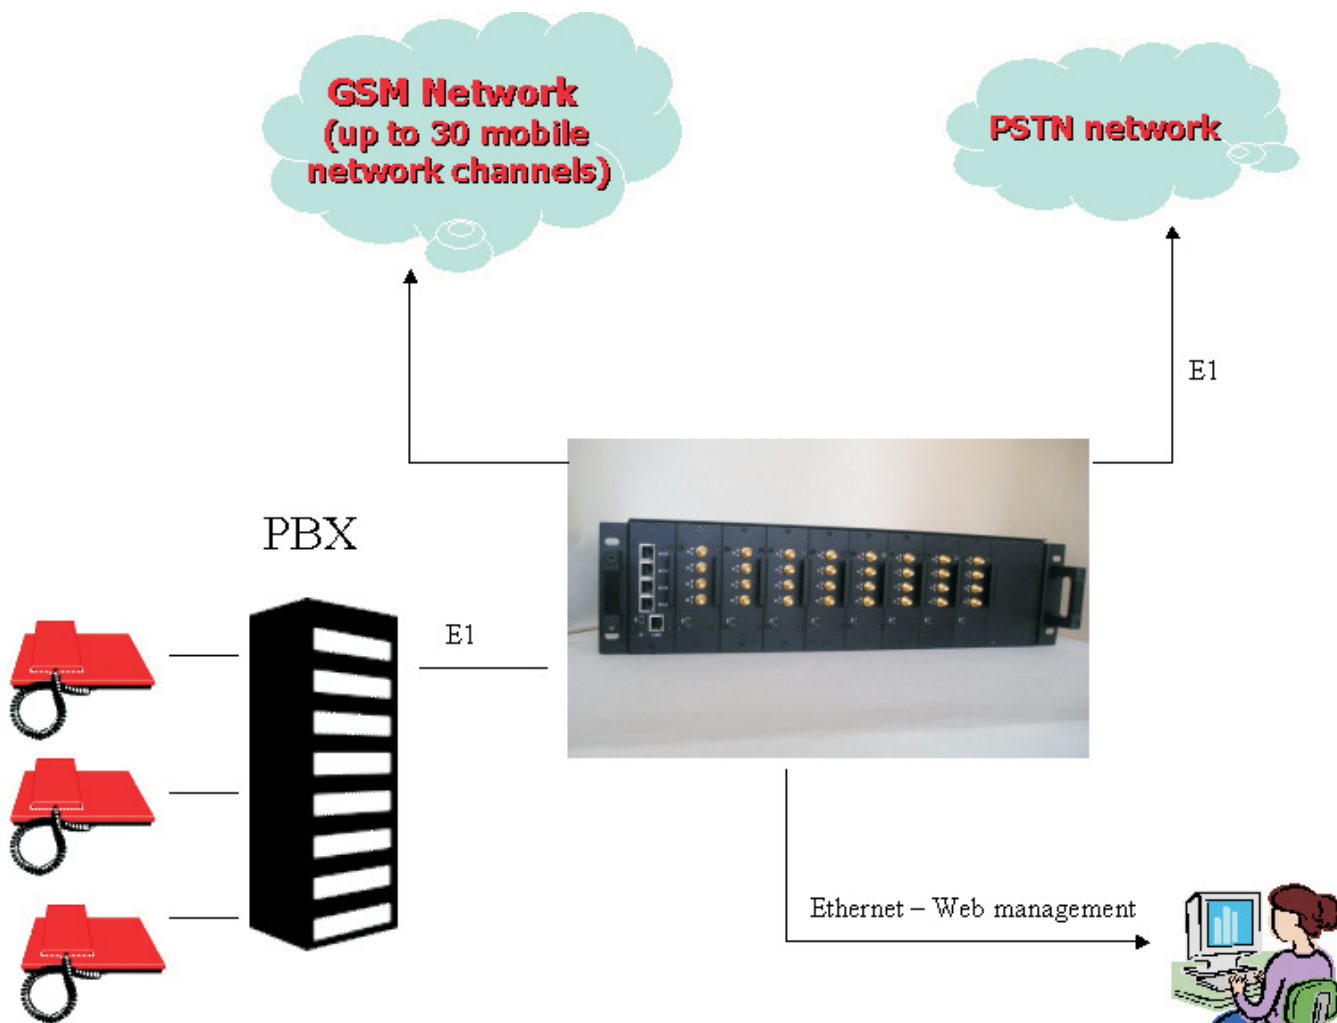 GSM Network
(up to 30 mobile
network channels)
PSTN network
E1
PBX
E1
Ethernet – Web management